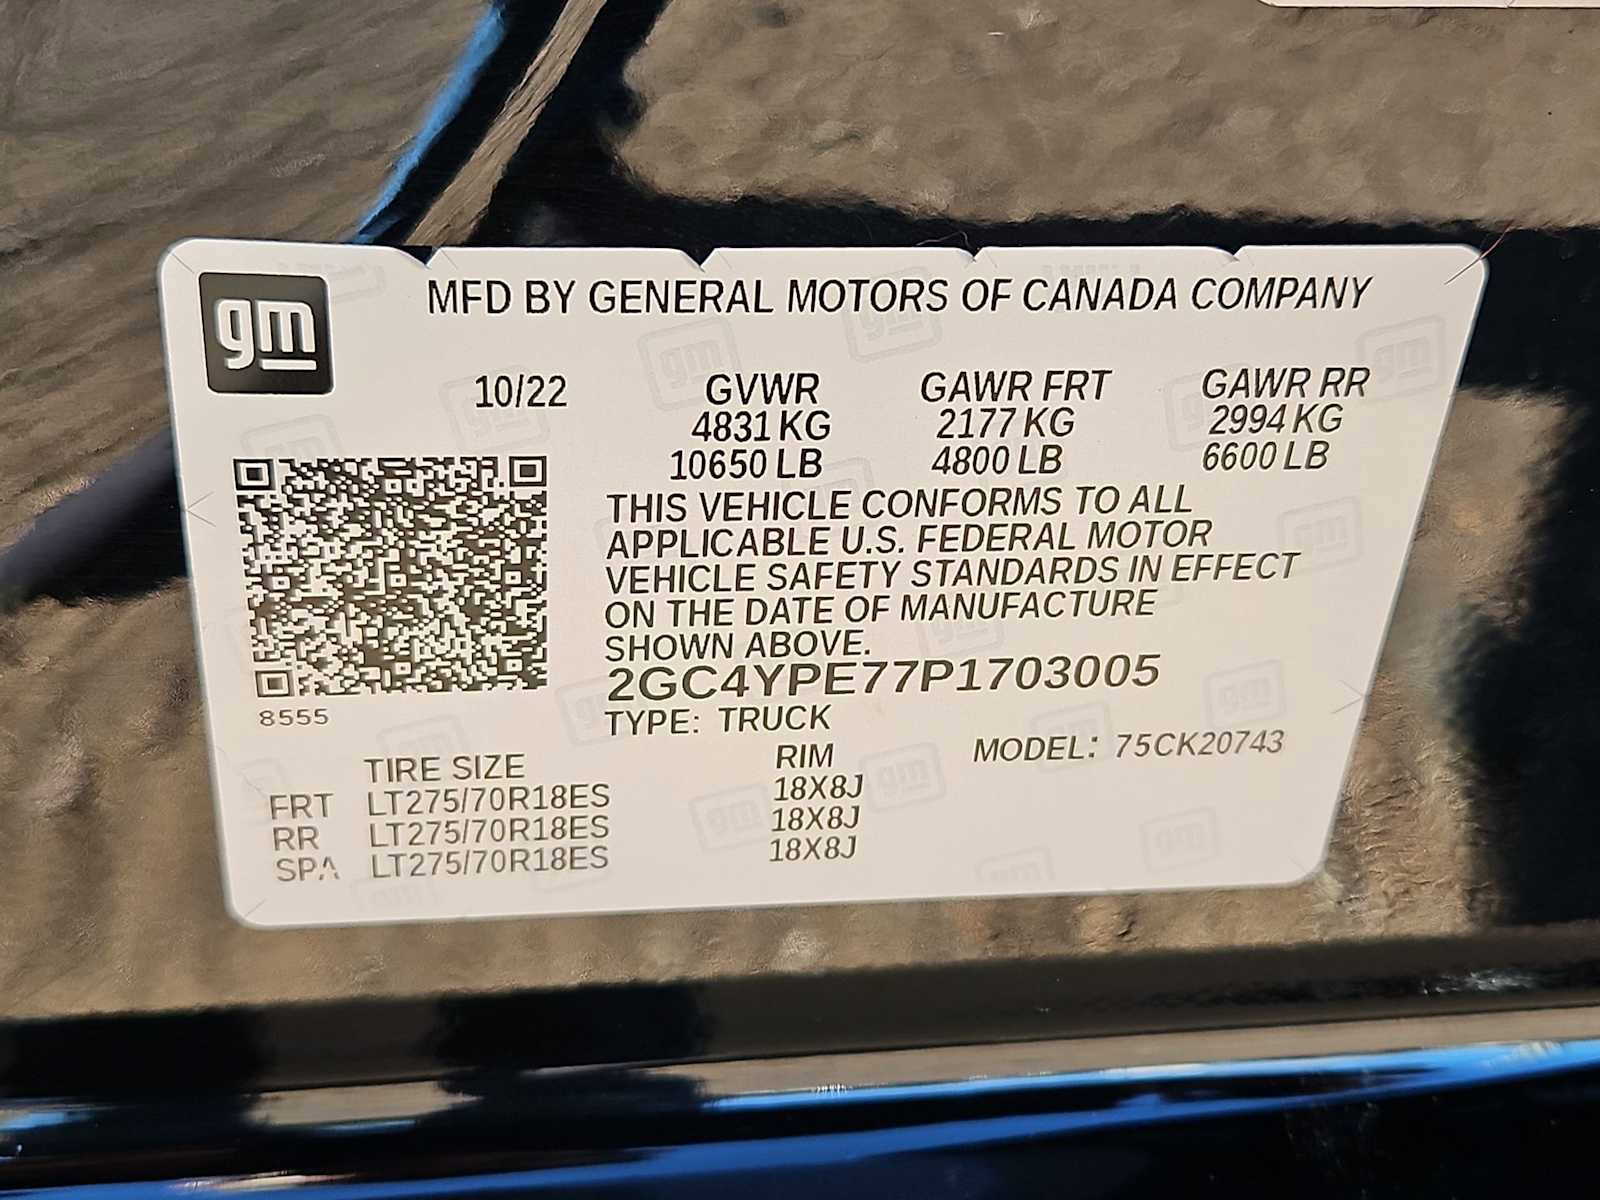 gm
MFD BY GENERAL MOTORS OF CANADA COMPANY
10/22 GVWR GAWR FRT GAWR RR
4831 KG 2177 KG 2994 KG
10650 LB 4800 LB 6600 LB
THIS VEHICLE CONFORMS TO ALL
APPLICABLE U.S. FEDERAL MOTOR
VEHICLE SAFETY STANDARDS IN EFFECT
ON THE DATE OF MANUFACTURE
SHOWN ABOVE.
2GC4YPE77P1703005
8555
TYPE: TRUCK
TIRE SIZE RIM MODEL: 75CK20743
FRT LT275/70R18ES 18X8J
RR LT275/70R18ES 18X8J
SPA LT275/70R18ES 18X8J